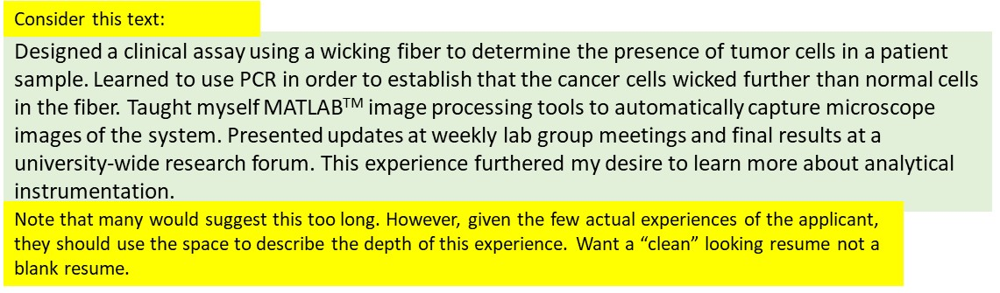 Consider this text:
Designed a clinical assay using a wicking fiber to determine the presence of tumor cells in a patient
sample. Learned to use PCR in order to establish that the cancer cells wicked further than normal cells
in the fiber. Taught myself MATLAB™ image processing tools to automatically capture microscope
images of the system. Presented updates at weekly lab group meetings and final results at a
university-wide research forum. This experience furthered my desire to learn more about analytical
instrumentation.
Note that many would suggest this too long. However, given the few actual experiences of the applicant,
they should use the space to describe the depth of this experience. Want a “clean” looking resume not a
blank resume.